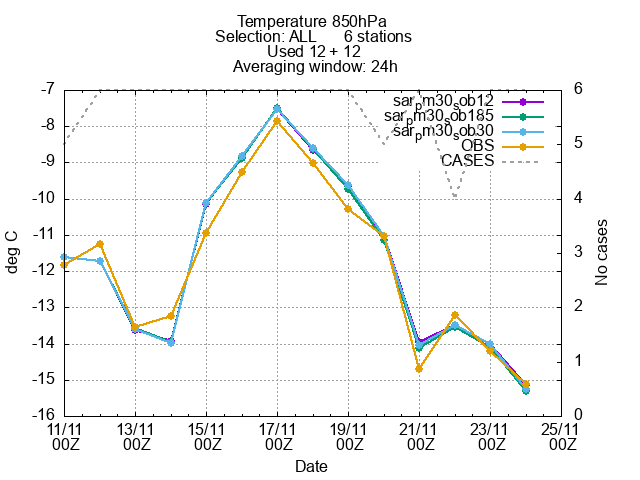 Temperature 850hPa
Selection: ALL 6 stations
Used 12 + 12
Averaging window: 24h
-7
-8
-9
-10
-11
-12
-13
-14
-15
-16
deg C
6
5
4
3
2
1
0
No cases
sarpm30sob12
sarpm30sob185
sarpm30sob30
OBS
CASES
11/11 13/11 15/11 17/11 19/11 21/11 23/11 25/11
00Z 00Z 00Z 00Z 00Z 00Z 00Z 00Z
Date